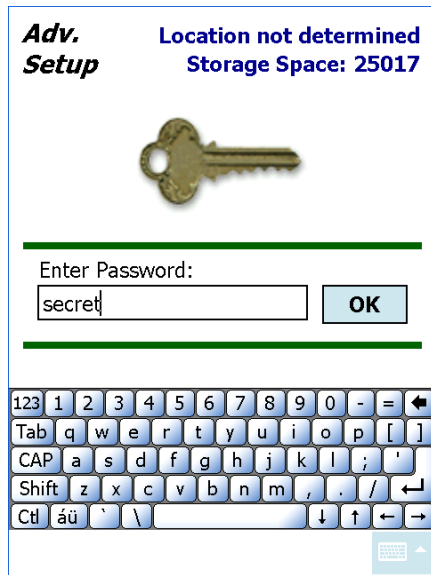 Adv. Setup
Location not determined
Storage Space: 25017
Enter Password:
secret
OK
123 1 2 3 4 5 6 7 8 9 0 - =
Tab q w e r t y u i o p [ ]
CAP a s d f g h j k l ; '
Shift z x c v b n m , . / ↵
Ctl áü ` \ ↓ ↑ ← →